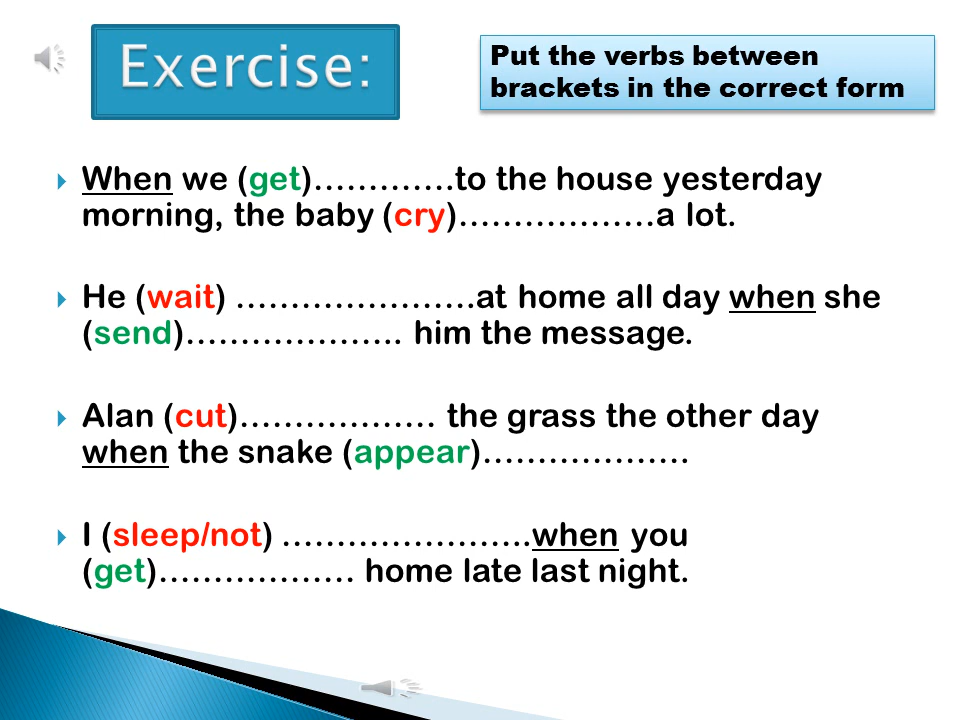 Exercise:
Put the verbs between
brackets in the correct form
When we (get).............to the house yesterday
morning, the baby (cry)..................a lot.
He (wait) ......................at home all day when she
(send).................... him the message.
Alan (cut).................. the grass the other day
when the snake (appear)...................
I (sleep/not) .......................when you
(get).................. home late last night.